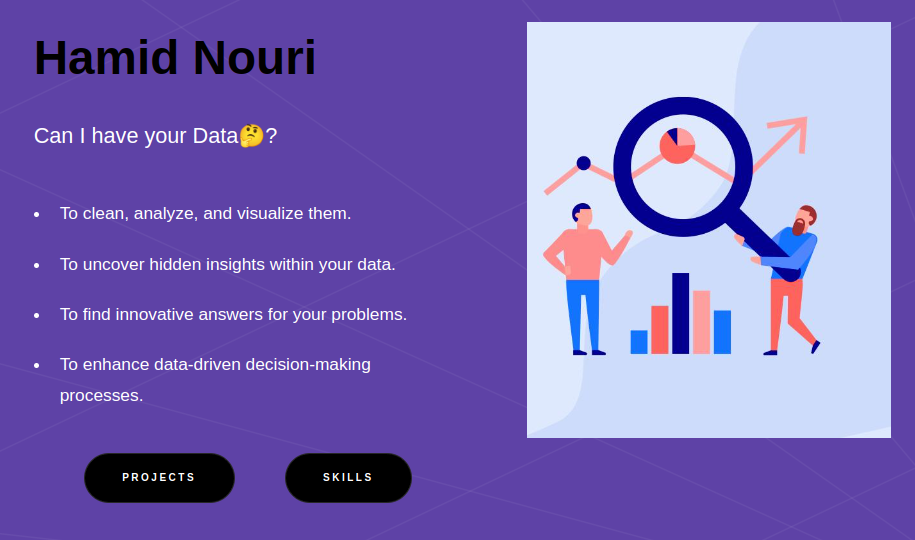 Hamid Nouri
Can I have your Data🤔?
• To clean, analyze, and visualize them.
• To uncover hidden insights within your data.
• To find innovative answers for your problems.
• To enhance data-driven decision-making
processes.
PROJECTS
SKILLS